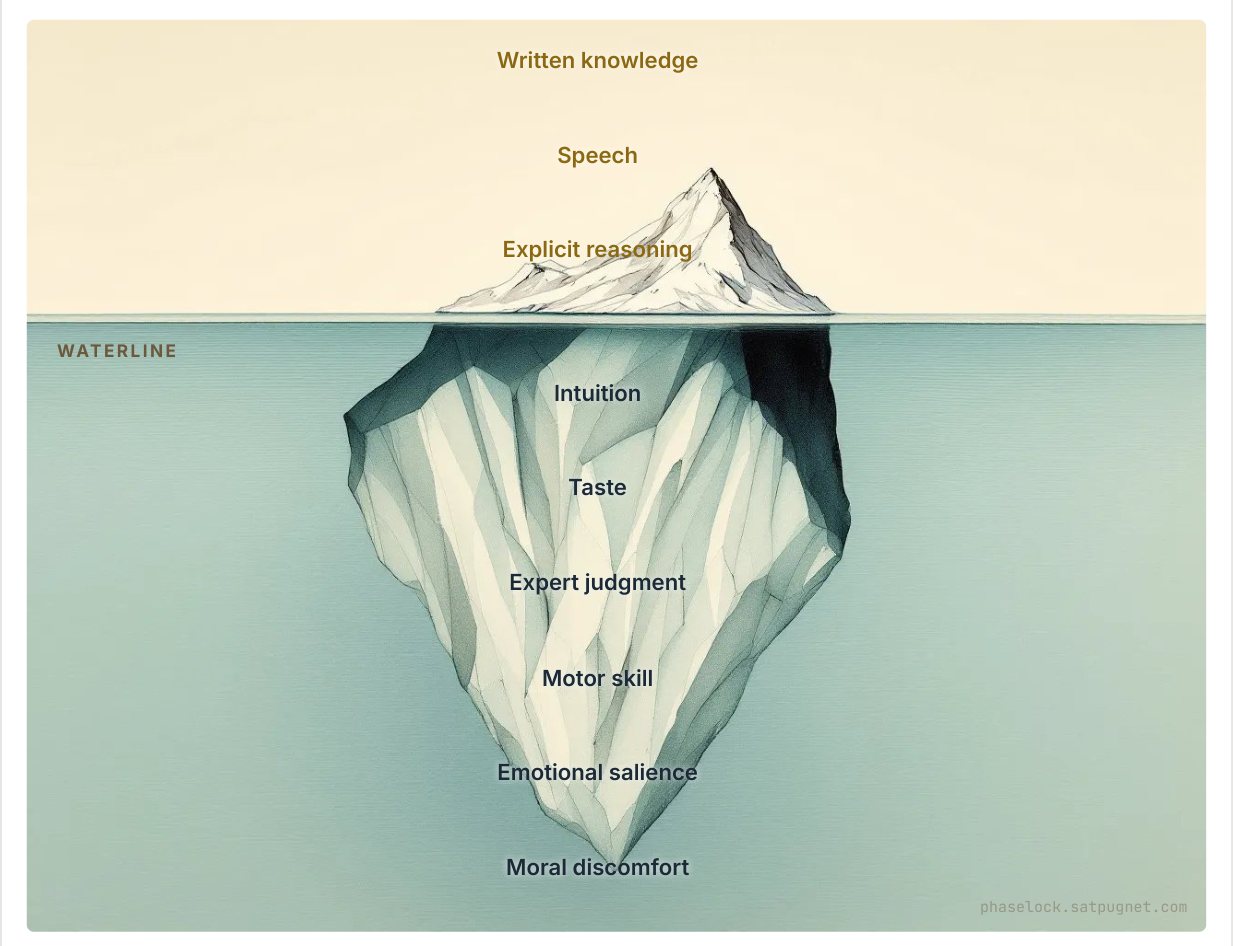 Written knowledge
Speech
Explicit reasoning
WATERLINE
Intuition
Taste
Expert judgment
Motor skill
Emotional salience
Moral discomfort
phaselock.satpugnet.com